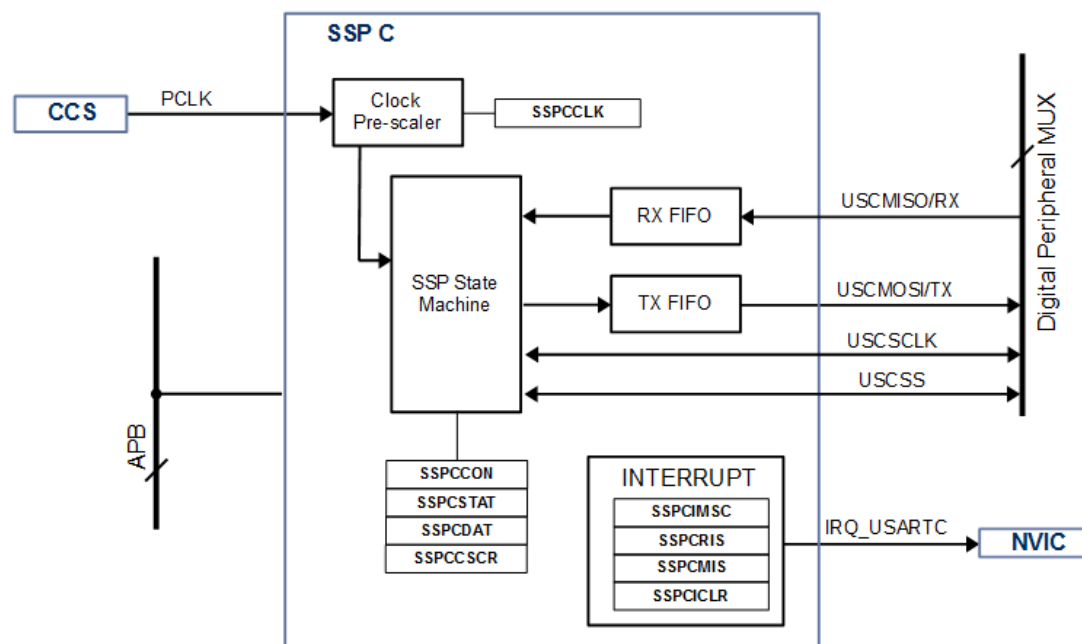 SSP C
CCS
PCLK
Clock
Pre-scaler
SSPCCLK
Digital Peripheral MUX
RX FIFO
USCMISO/RX
SSP State
Machine
TX FIFO
USCMOSI/TX
USCSCLK
USCSS
APB
SSPCCON
SSPCSTAT
SSPCDAT
SSPCCSCR
INTERRUPT
SSPCIMSC
SSPCRIS
SSPCMIS
SSPCICLR
IRQ_USARTC
NVIC